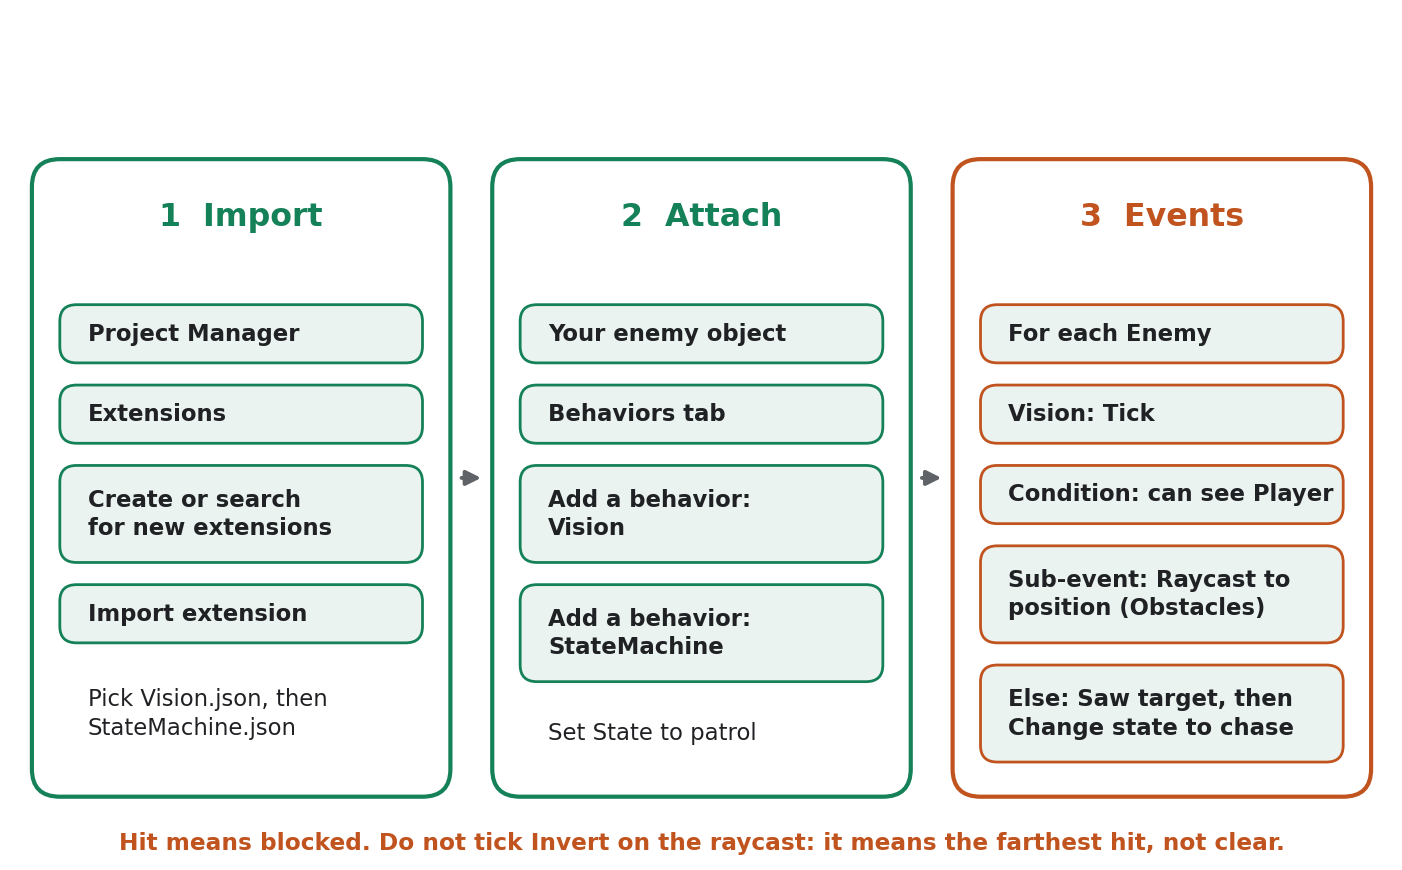 1 Import
Project Manager
Extensions
Create or search
for new extensions
Import extension
Pick Vision.json, then
StateMachine.json
2 Attach
Your enemy object
Behaviors tab
Add a behavior:
Vision
Add a behavior:
StateMachine
Set State to patrol
3 Events
For each Enemy
Vision: Tick
Condition: can see Player
Sub-event: Raycast to
position (Obstacles)
Else: Saw target, then
Change state to chase
Hit means blocked. Do not tick Invert on the raycast: it means the farthest hit, not clear.